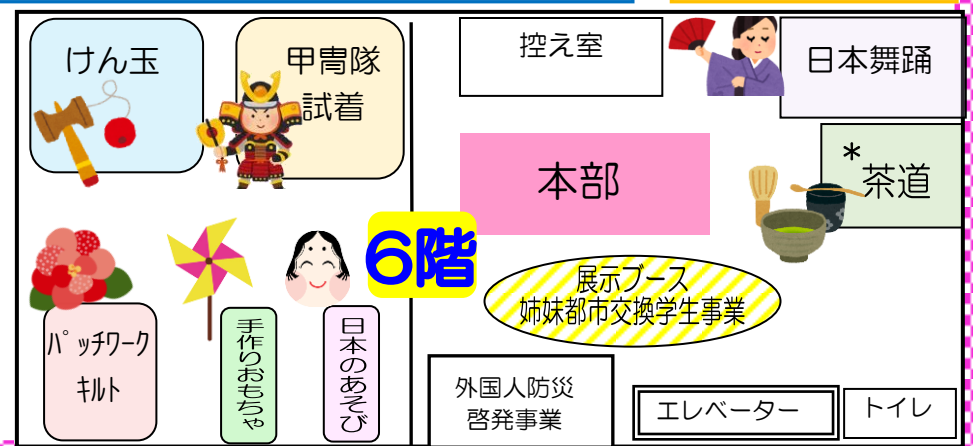 けん玉
甲冑隊
試着
控え室
日本舞踊
本部
*茶道
6階
展示ブース
姉妹都市交換学生事業
パッチワーク
キルト
手作りおもちゃ
日本のあそび
外国人防災
啓発事業
エレベーター
トイレ